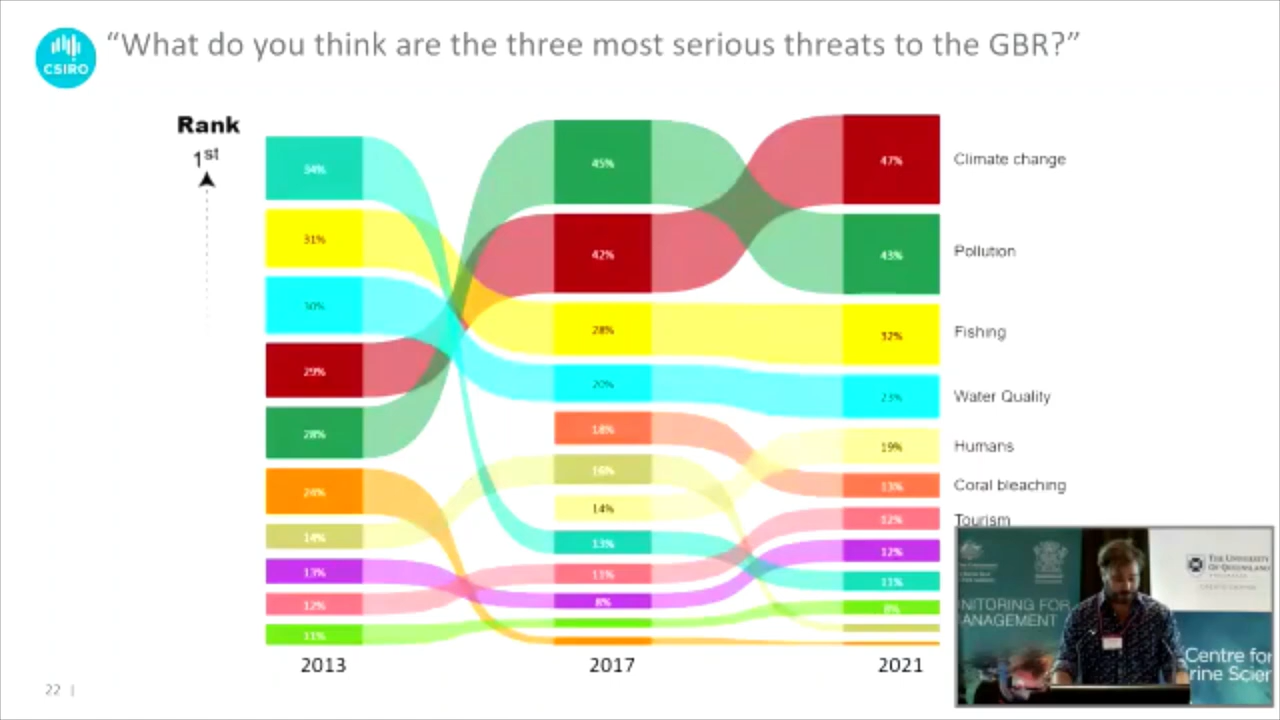 CSIRO
“What do you think are the three most serious threats to the GBR?”
Rank
1st
34%
31%
30%
29%
28%
24%
14%
13%
12%
11%
2013
45%
42%
28%
20%
18%
16%
14%
13%
11%
8%
2017
47%
43%
32%
23%
19%
13%
12%
12%
11%
8%
2021
Climate change
Pollution
Fishing
Water Quality
Humans
Coral bleaching
Tourism
THE UNIVERSITY
OF QUEENSLAND
NITORING FOR
ANAGEMENT
Centre for
rine Scien
22 |